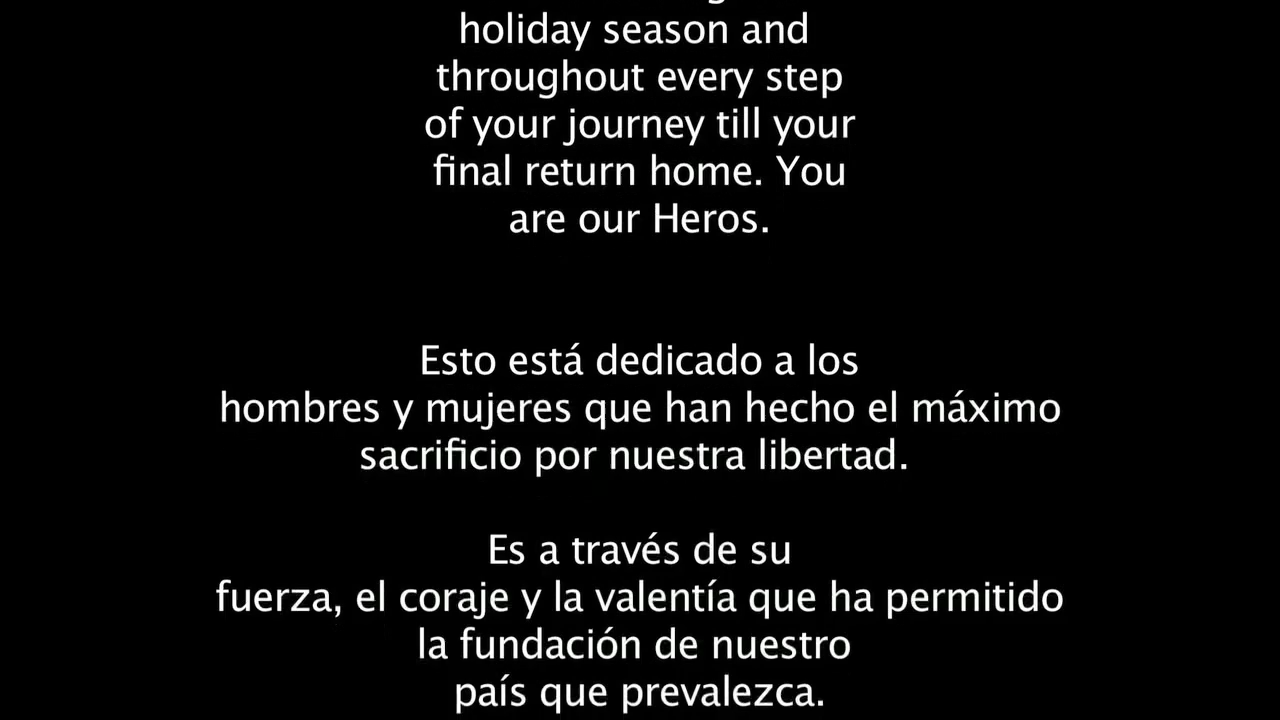 holiday season and
throughout every step
of your journey till your
final return home. You
are our Heros.
Esto está dedicado a los
hombres y mujeres que han hecho el máximo
sacrificio por nuestra libertad.
Es a través de su
fuerza, el coraje y la valentía que ha permitido
la fundación de nuestro
país que prevalezca.